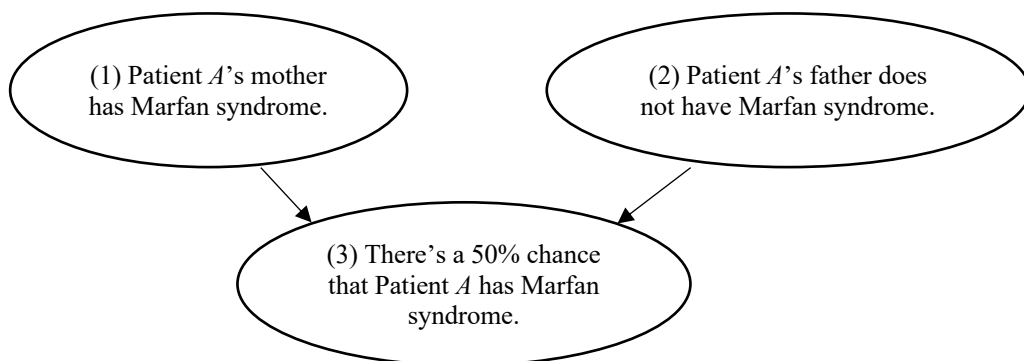 (1) Patient A’s mother
has Marfan syndrome.
(2) Patient A’s father does
not have Marfan syndrome.
(3) There’s a 50% chance
that Patient A has Marfan
syndrome.